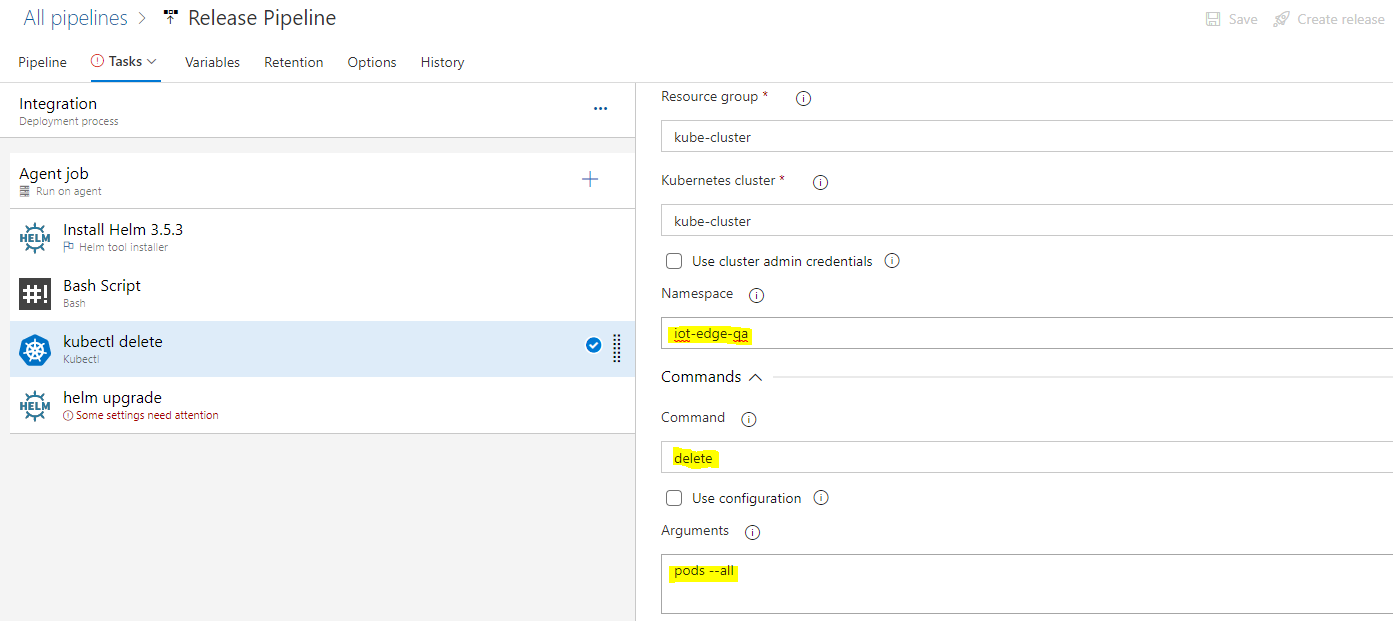 All pipelines > Release Pipeline
Save Create release
Pipeline Tasks Variables Retention Options History
Integration
Deployment process
Agent job
Run on agent
HELM
Install Helm 3.5.3
Helm tool installer
#!
Bash Script
Bash
kubectl delete
Kubectl
HELM
helm upgrade
Some settings need attention
Resource group *
kube-cluster
Kubernetes cluster *
kube-cluster
Use cluster admin credentials
Namespace
iot-edge-qa
Commands
Command
delete
Use configuration
Arguments
pods --all